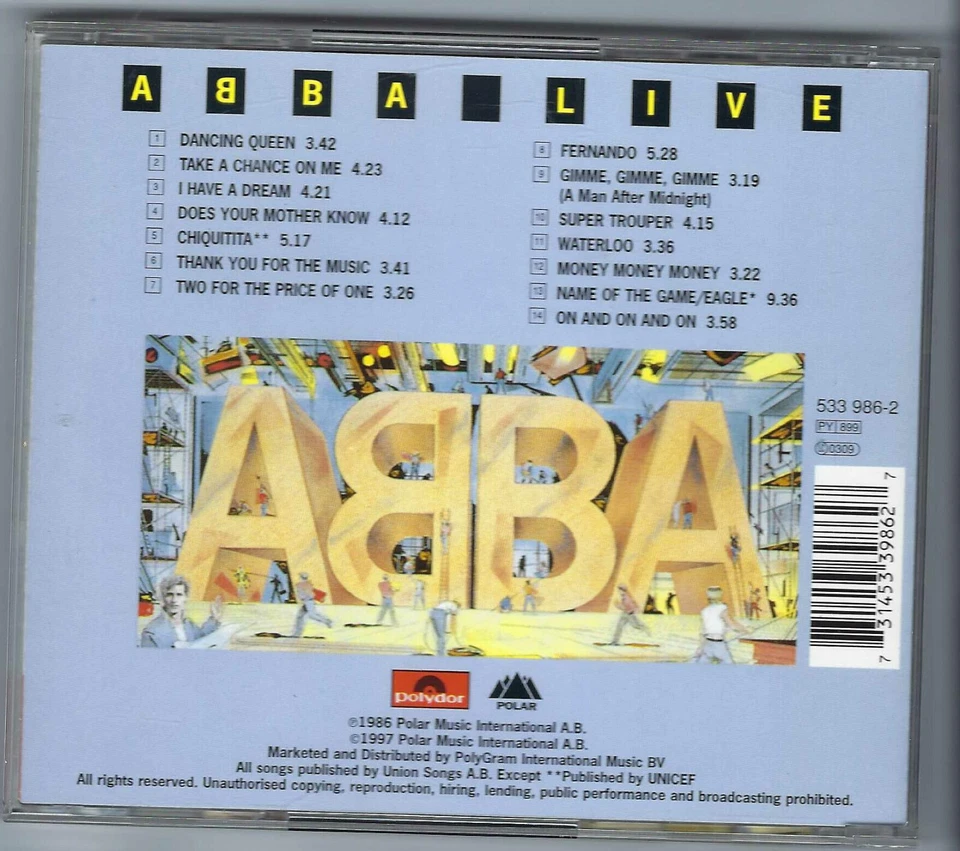 ABBA LIVE
1 DANCING QUEEN 3.42
2 TAKE A CHANCE ON ME 4.23
3 I HAVE A DREAM 4.21
4 DOES YOUR MOTHER KNOW 4.12
5 CHIQUITITA** 5.17
6 THANK YOU FOR THE MUSIC 3.41
7 TWO FOR THE PRICE OF ONE 3.26
8 FERNANDO 5.28
9 GIMME, GIMME, GIMME 3.19
(A Man After Midnight)
10 SUPER TROUPER 4.15
11 WATERLOO 3.36
12 MONEY MONEY MONEY 3.22
13 NAME OF THE GAME/EAGLE* 9.36
14 ON AND ON AND ON 3.58
ABBA
533 986-2
PY 899
0309
7 31453 39862 7
polydor
POLAR
℗1986 Polar Music International A.B.
©1997 Polar Music International A.B.
Marketed and Distributed by PolyGram International Music BV
All songs published by Union Songs A.B. Except **Published by UNICEF
All rights reserved. Unauthorised copying, reproduction, hiring, lending, public performance and broadcasting prohibited.